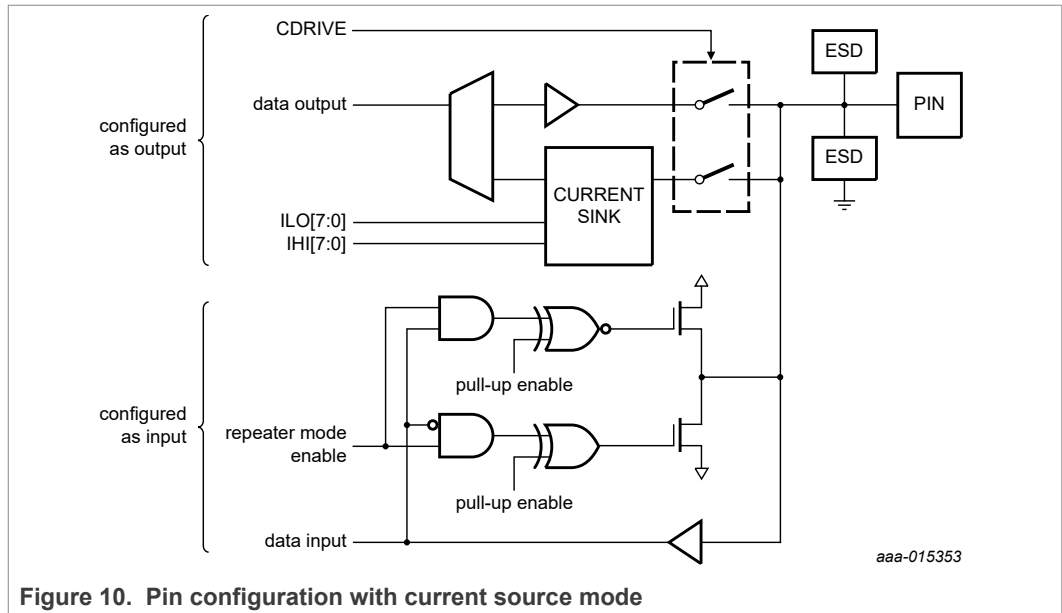 CDRIVE
data output
configured
as output
ILO[7:0]
IHI[7:0]
CURRENT
SINK
ESD
PIN
ESD
pull-up enable
configured
as input
repeater mode
enable
pull-up enable
data input
aaa-015353
Figure 10. Pin configuration with current source mode